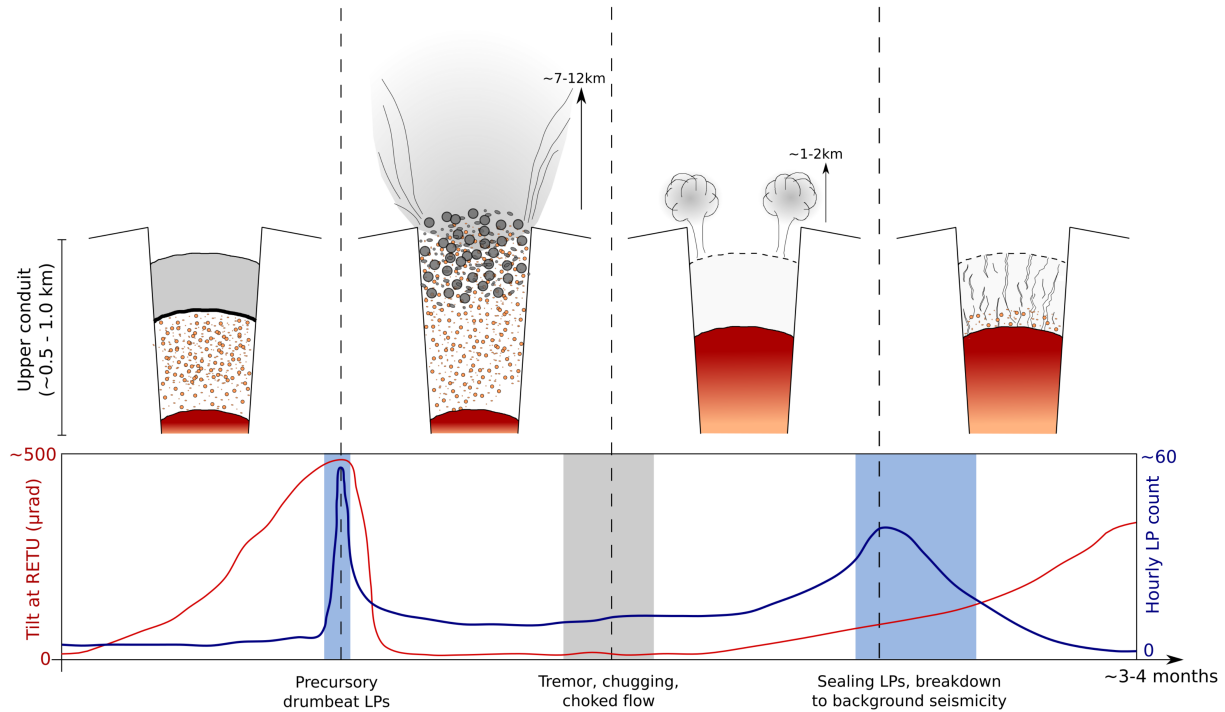 ~7-12km
~1-2km
Upper conduit
(~0.5 - 1.0 km)
~500
Tilt at RETU (µrad)
0
~60
Hourly LP count
0
~3-4 months
Precursory
drumbeat LPs
Tremor, chugging,
choked flow
Sealing LPs, breakdown
to background seismicity